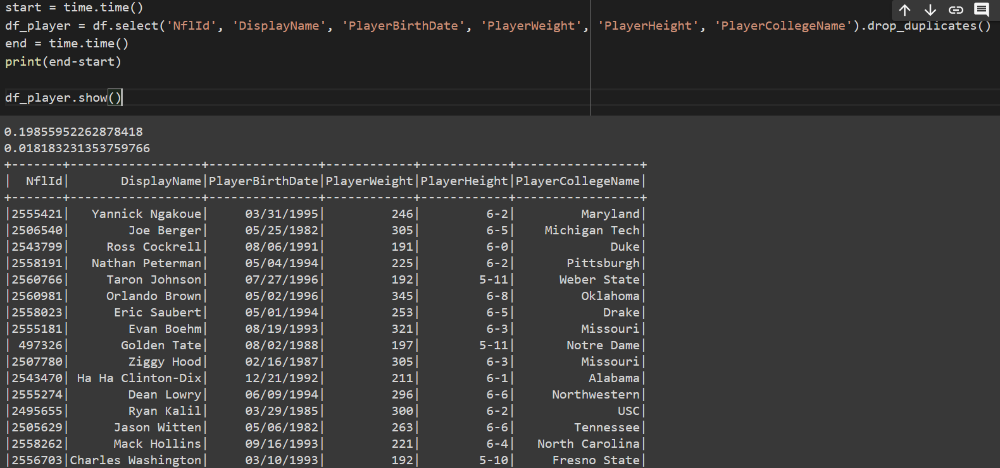 start = time.time()
df_player = df.select('NflId', 'DisplayName', 'PlayerBirthDate', 'PlayerWeight', 'PlayerHeight', 'PlayerCollegeName').drop_duplicates()
end = time.time()
print(end-start)
df_player.show()
0.19855952262878418
0.018183231353759766
+-------+------------------+---------------+------------+------------+-----------------+
|  NflId|       DisplayName|PlayerBirthDate|PlayerWeight|PlayerHeight|PlayerCollegeName|
+-------+------------------+---------------+------------+------------+-----------------+
|2555421|   Yannick Ngakoue|     03/31/1995|         246|         6-2|         Maryland|
|2506540|        Joe Berger|     05/25/1982|         305|         6-5|    Michigan Tech|
|2543799|     Ross Cockrell|     08/06/1991|         191|         6-0|             Duke|
|2558191|   Nathan Peterman|     05/04/1994|         225|         6-2|       Pittsburgh|
|2560766|     Taron Johnson|     07/27/1996|         192|        5-11|      Weber State|
|2560981|     Orlando Brown|     05/02/1996|         345|         6-8|         Oklahoma|
|2558023|      Eric Saubert|     05/01/1994|         253|         6-5|            Drake|
|2555181|        Evan Boehm|     08/19/1993|         321|         6-3|         Missouri|
| 497326|       Golden Tate|     08/02/1988|         197|        5-11|       Notre Dame|
|2507780|        Ziggy Hood|     02/16/1987|         305|         6-3|         Missouri|
|2543470| Ha Ha Clinton-Dix|     12/21/1992|         211|         6-1|          Alabama|
|2555274|        Dean Lowry|     06/09/1994|         296|         6-6|     Northwestern|
|2495655|        Ryan Kalil|     03/29/1985|         300|         6-2|              USC|
|2505629|      Jason Witten|     05/06/1982|         263|         6-6|        Tennessee|
|2558262|      Mack Hollins|     09/16/1993|         221|         6-4|   North Carolina|
|2556703|Charles Washington|     03/10/1993|         192|        5-10|     Fresno State|